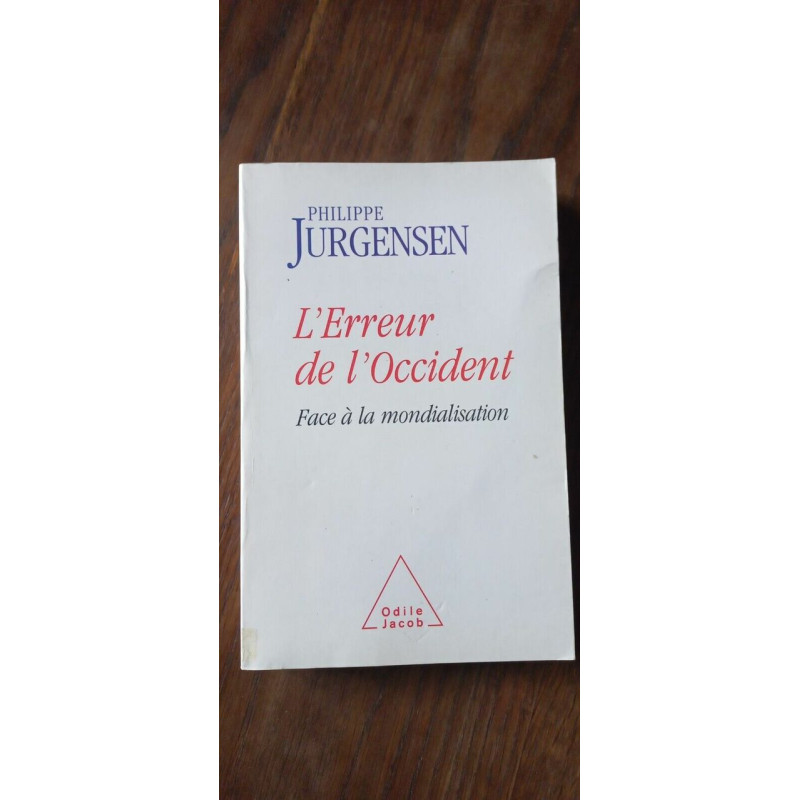 PHILIPPE
JURGENSEN
L'Erreur
de l'Occident
Face à la mondialisation
Odile
Jacob